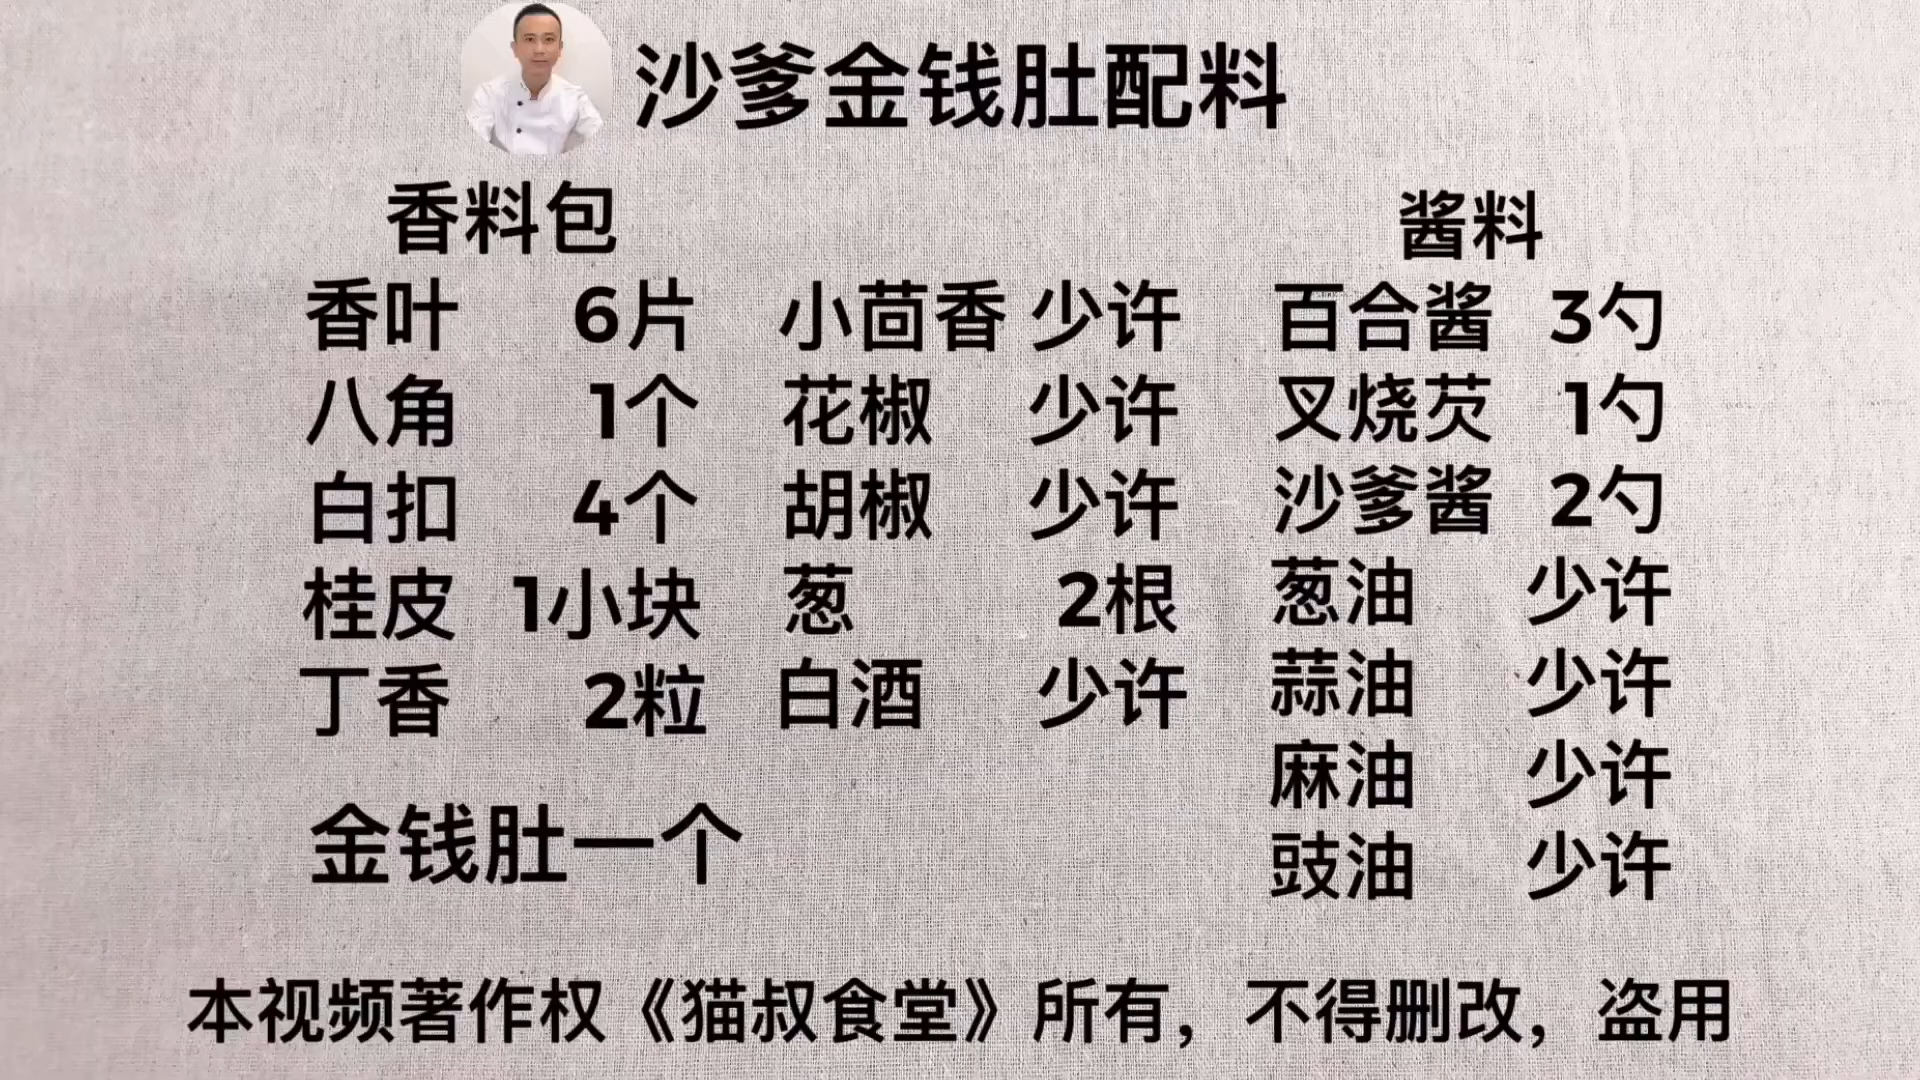 沙爹金钱肚配料
香料包 酱料
香叶 6片 小茴香 少许 百合酱 3勺
八角 1个 花椒 少许 叉烧芡 1勺
白扣 4个 胡椒 少许 沙爹酱 2勺
桂皮 1小块 葱 2根 葱油 少许
丁香 2粒 白酒 少许 蒜油 少许
麻油 少许
金钱肚一个 豉油 少许
本视频著作权《猫叔食堂》所有，不得删改，盗用